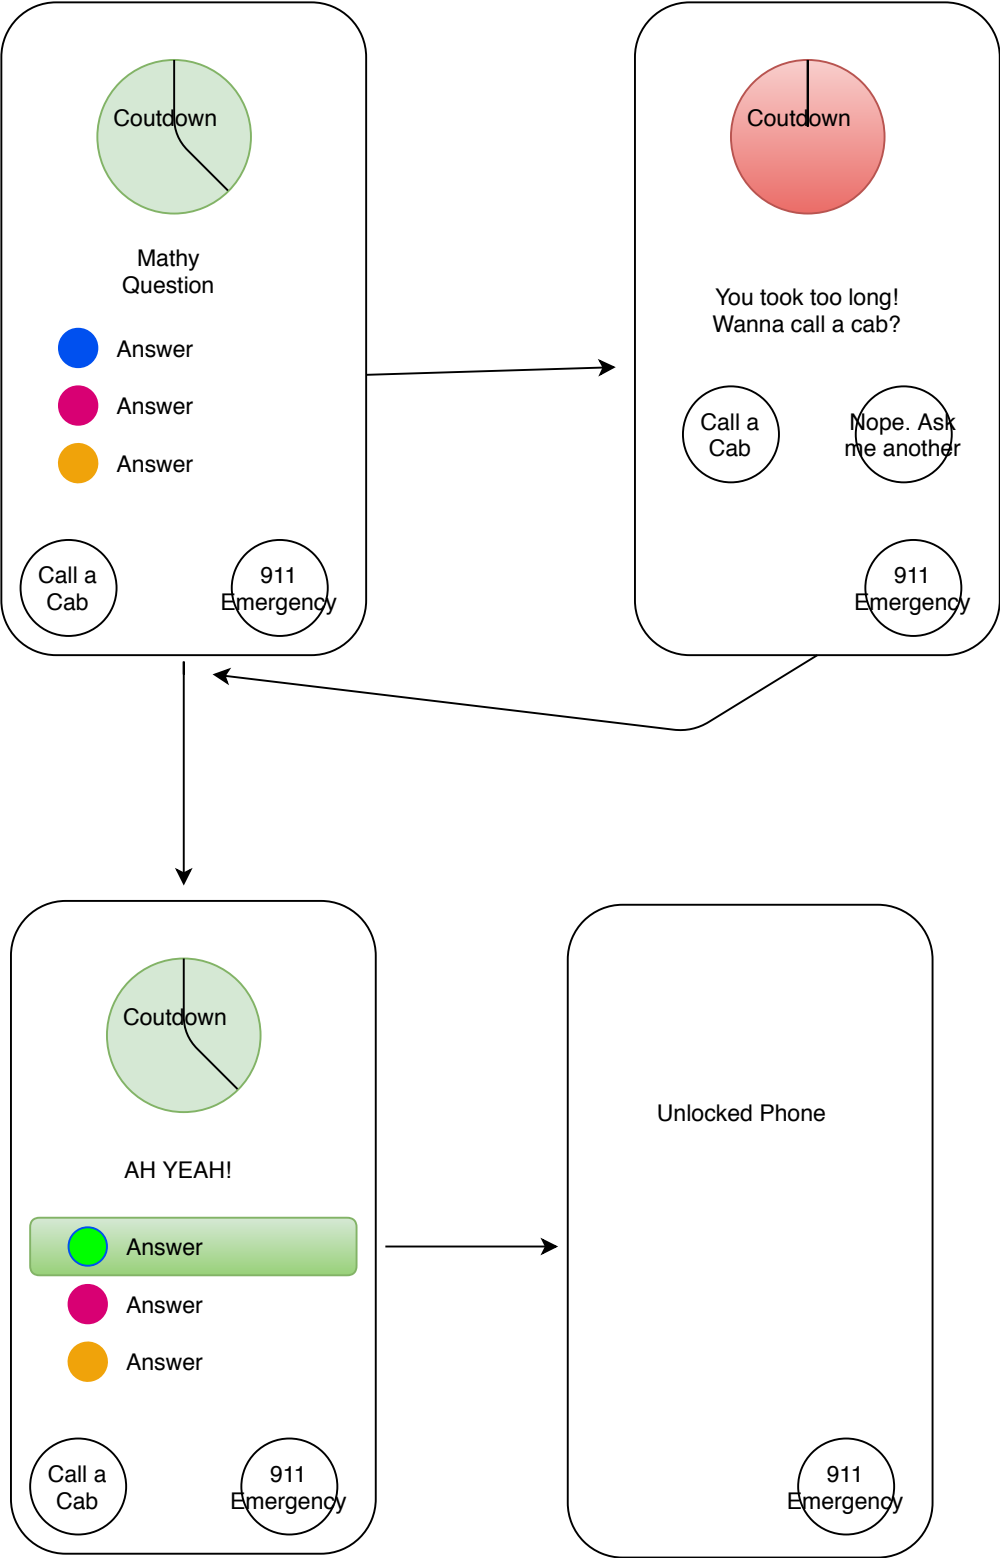 Coutdown
Mathy
Question
Answer
Answer
Answer
Call a
Cab
911
Emergency
Coutdown
You took too long!
Wanna call a cab?
Call a
Cab
Nope. Ask
me another
911
Emergency
Coutdown
AH YEAH!
Answer
Answer
Answer
Call a
Cab
911
Emergency
Unlocked Phone
911
Emergency